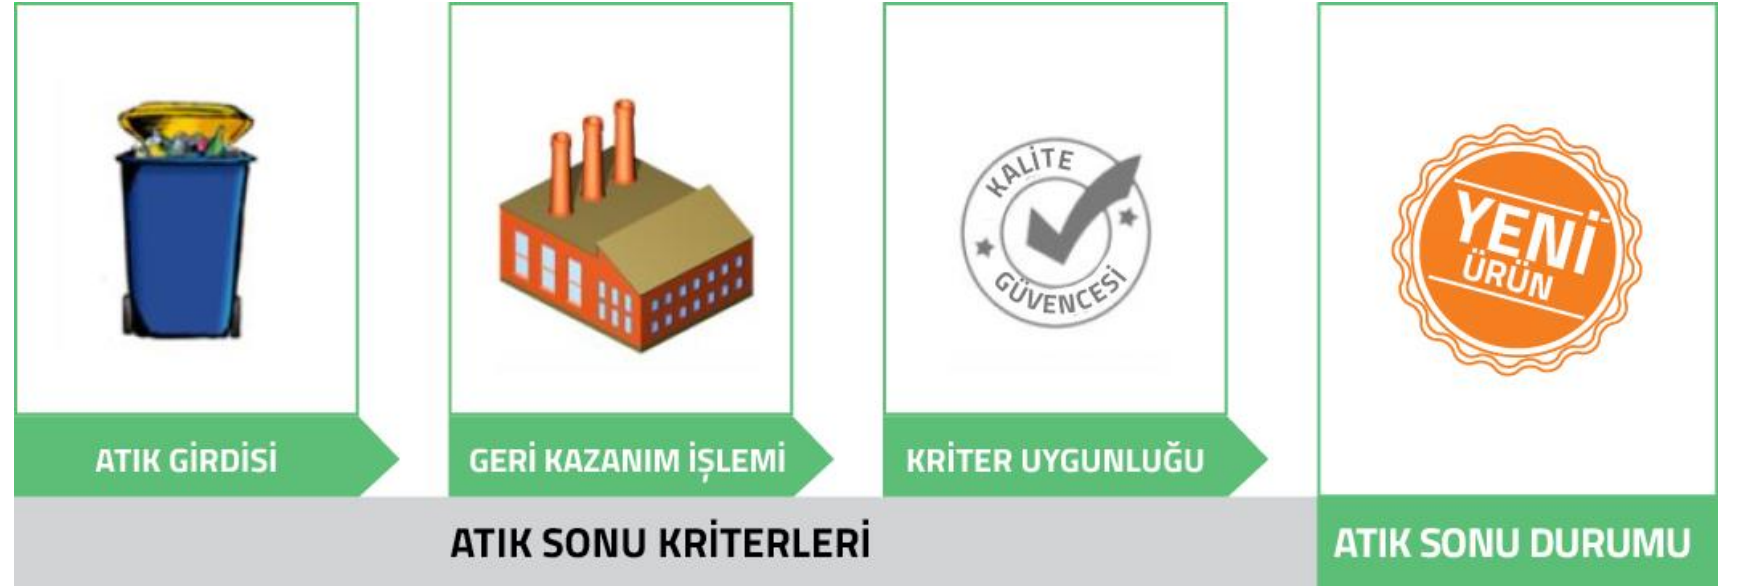 KALİTE
GÜVENCESİ
YENİ
ÜRÜN
ATIK GİRDİSİ
GERİ KAZANIM İŞLEMİ
KRİTER UYGUNLUĞU
ATIK SONU KRİTERLERİ
ATIK SONU DURUMU